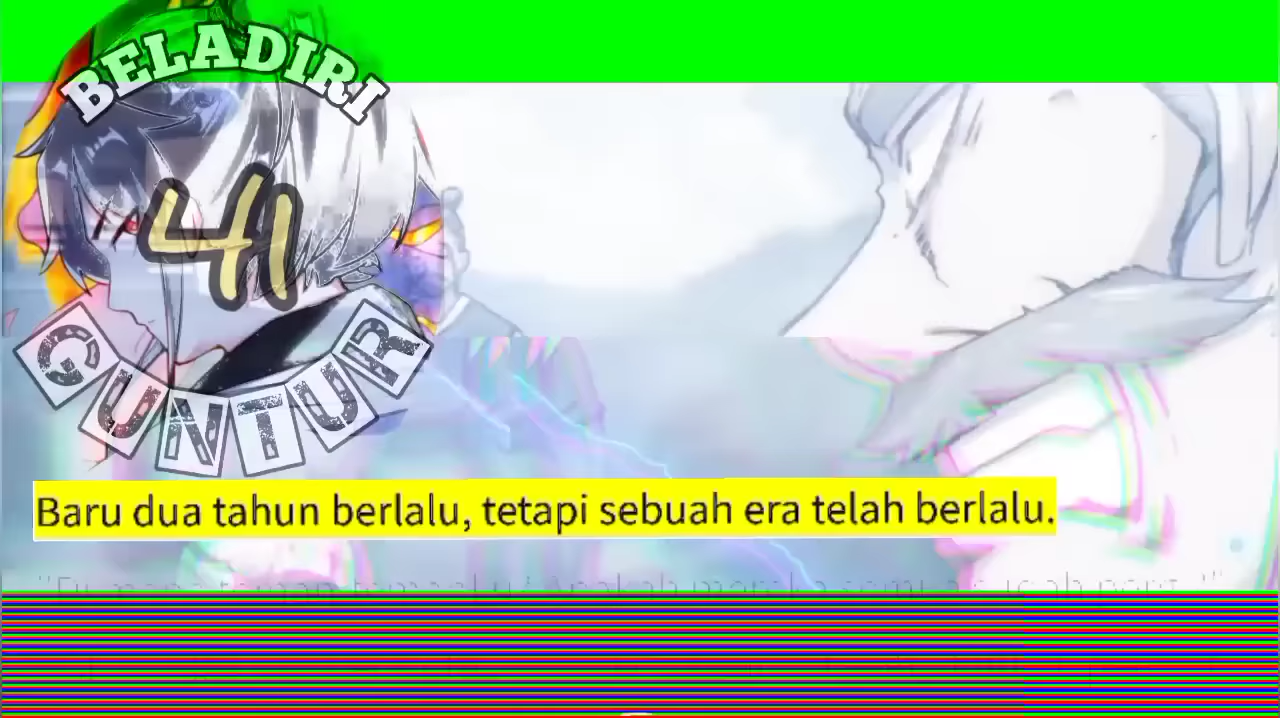 BELADIRI
41
GUNTUR
Baru dua tahun berlalu, tetapi sebuah era telah berlalu.